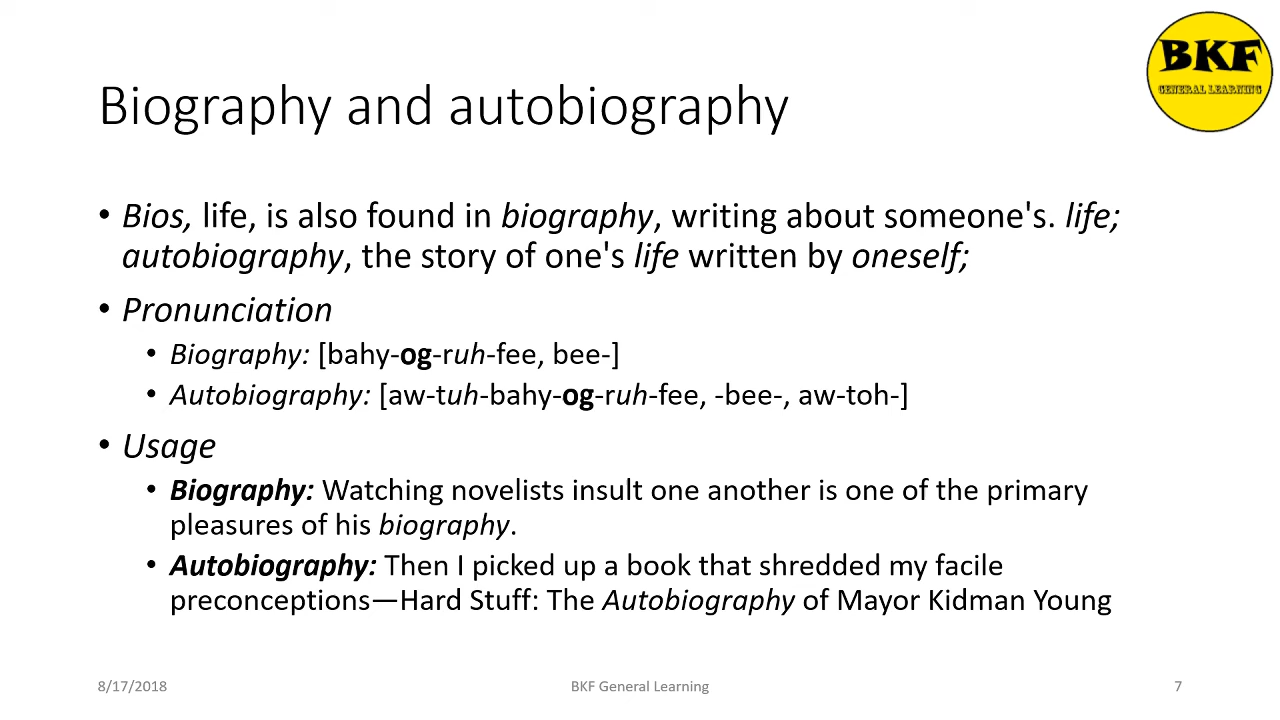 BKF
GENERAL LEARNING
Biography and autobiography
• Bios, life, is also found in biography, writing about someone's. life;
autobiography, the story of one's life written by oneself;
• Pronunciation
• Biography: [bahy-og-ruh-fee, bee-]
• Autobiography: [aw-tuh-bahy-og-ruh-fee, -bee-, aw-toh-]
• Usage
• Biography: Watching novelists insult one another is one of the primary
pleasures of his biography.
• Autobiography: Then I picked up a book that shredded my facile
preconceptions—Hard Stuff: The Autobiography of Mayor Kidman Young
8/17/2018
BKF General Learning
7